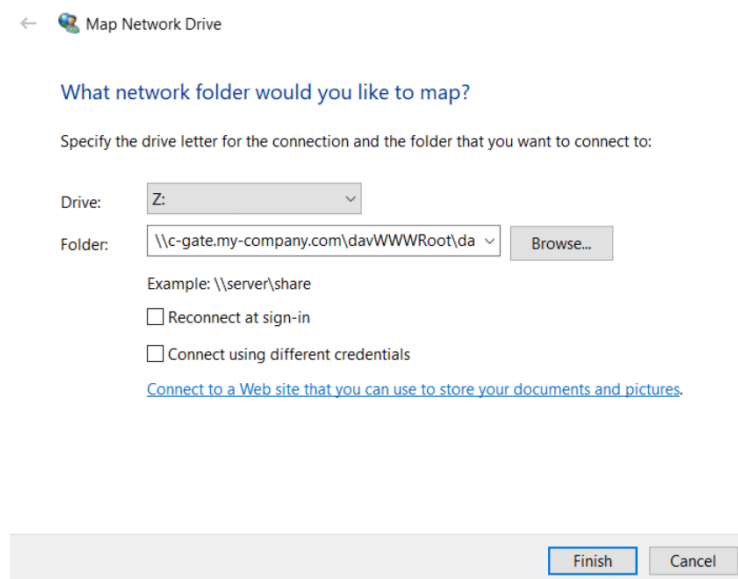 Map Network Drive
What network folder would you like to map?
Specify the drive letter for the connection and the folder that you want to connect to:
Drive: Z:
Folder: \\c-gate.my-company.com\davWWWRoot\da Browse...
Example: \\server\share
Reconnect at sign-in
Connect using different credentials
Connect to a Web site that you can use to store your documents and pictures.
Finish Cancel